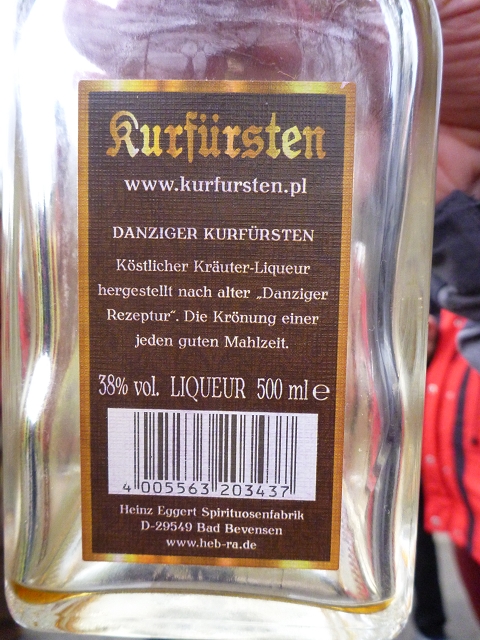 Kurfürsten
www.kurfursten.pl
DANZIGER KURFÜRSTEN
Köstlicher Kräuter-Liqueur
hergestellt nach alter „Danziger
Rezeptur“. Die Krönung einer
jeden guten Mahlzeit.
38% vol. LIQUEUR 500 ml ℮
4 005563 203437
Heinz Eggert Spirituosenfabrik
D-29549 Bad Bevensen
www.heb-ra.de